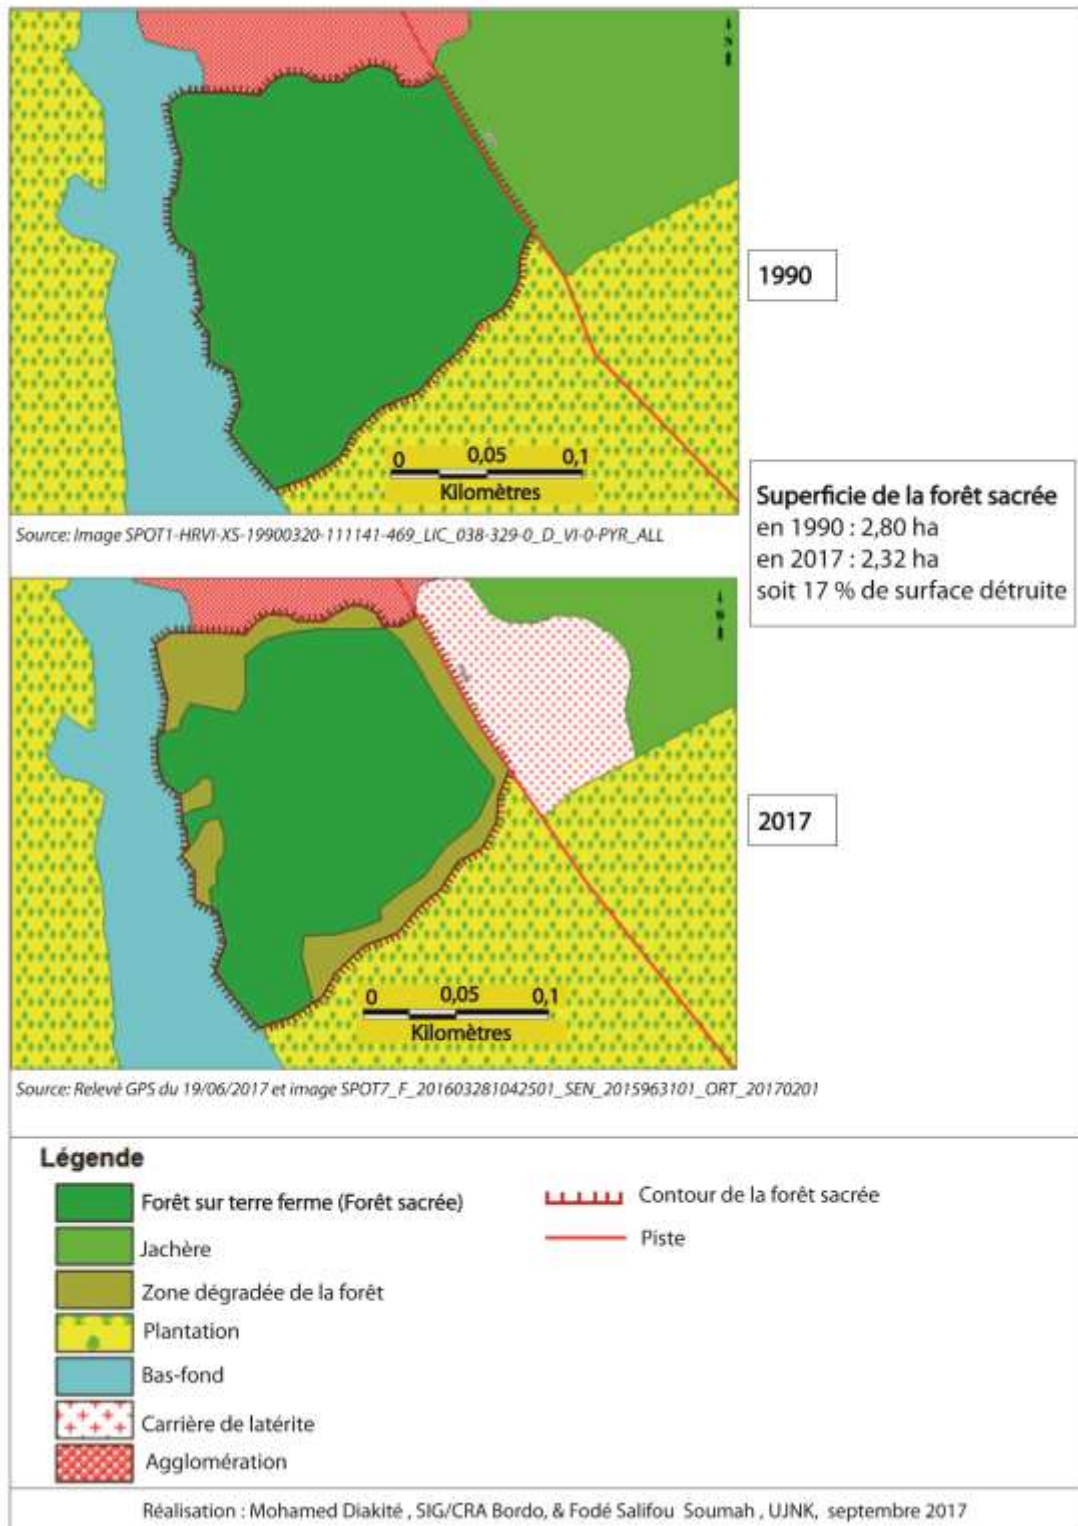 0 0,05 0,1
Kilomètres
1990
Source: Image SPOT1-HRVI-XS-19900320-111141-469_LIC_038-329-0_D_VI-0-PYR_ALL
Superficie de la forêt sacrée
en 1990 : 2,80 ha
en 2017 : 2,32 ha
soit 17 % de surface détruite
0 0,05 0,1
Kilomètres
2017
Source: Relevé GPS du 19/06/2017 et image SPOT7_F_201603281042501_SEN_2015963101_ORT_20170201
Légende
Forêt sur terre ferme (Forêt sacrée)
Jachère
Zone dégradée de la forêt
Plantation
Bas-fond
Carrière de latérite
Agglomération
Contour de la forêt sacrée
Piste
Réalisation : Mohamed Diakité , SIG/CRA Bordo, & Fodé Salifou Soumah , UJNK, septembre 2017